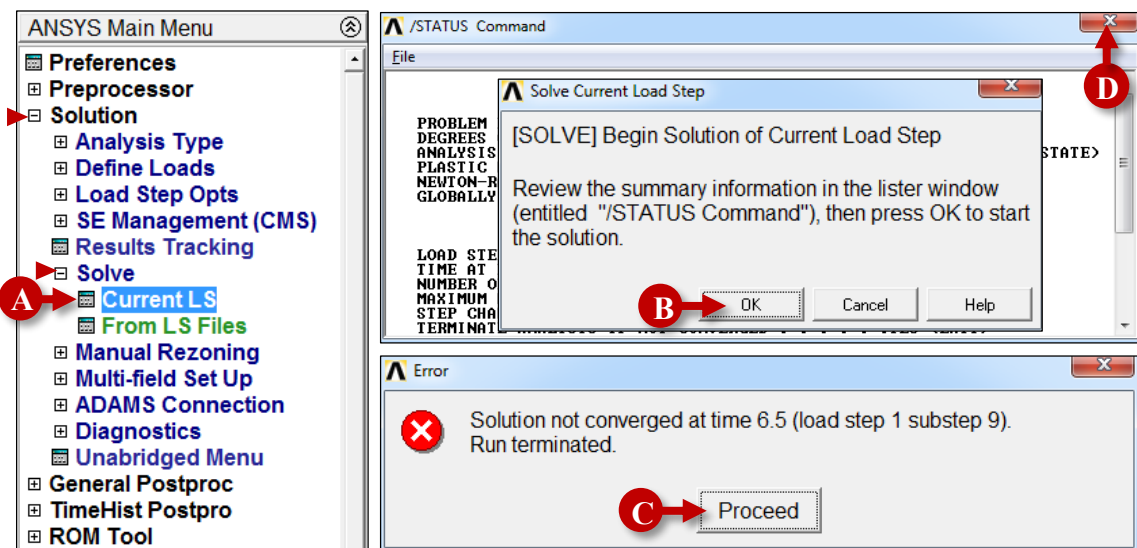 ANSYS Main Menu
Preferences
Preprocessor
Solution
Analysis Type
Define Loads
Load Step Opts
SE Management (CMS)
Results Tracking
Solve
A
Current LS
From LS Files
Manual Rezoning
Multi-field Set Up
ADAMS Connection
Diagnostics
Unabridged Menu
General Postproc
TimeHist Postpro
ROM Tool
/STATUS Command
File
D
PROBLEM
DEGREES
ANALYSIS STATE>
PLASTIC
NEWTON-R
GLOBALLY
LOAD STE
TIME AT
NUMBER O
MAXIMUM
STEP CHA
Solve Current Load Step
[SOLVE] Begin Solution of Current Load Step
Review the summary information in the lister window
(entitled "/STATUS Command"), then press OK to start
the solution.
B OK Cancel Help
Error
Solution not converged at time 6.5 (load step 1 substep 9).
Run terminated.
C Proceed